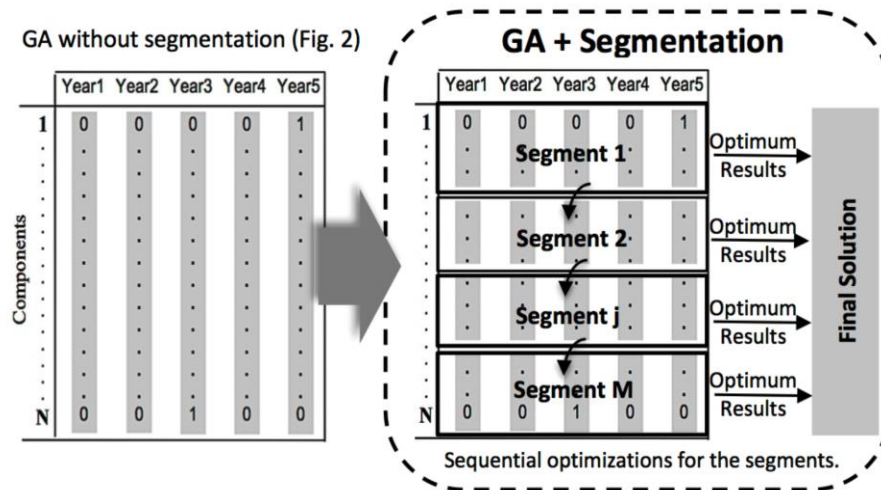 GA without segmentation (Fig. 2)
Year1 Year2 Year3 Year4 Year5
1 0 0 0 0 1
Components
N 0 0 1 0 0
GA + Segmentation
Year1 Year2 Year3 Year4 Year5
1 0 0 0 0 1
Segment 1
Optimum
Results
Segment 2
Optimum
Results
Segment j
Optimum
Results
Segment M
Optimum
Results
N 0 0 1 0 0
Final Solution
Sequential optimizations for the segments.